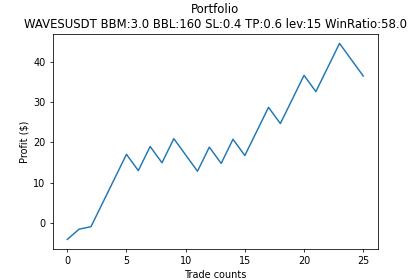 Portfolio
WAVESUSDT BBM:3.0 BBL:160 SL:0.4 TP:0.6 lev:15 WinRatio:58.0
Profit ($)
40
30
20
10
0
0 5 10 15 20 25
Trade counts